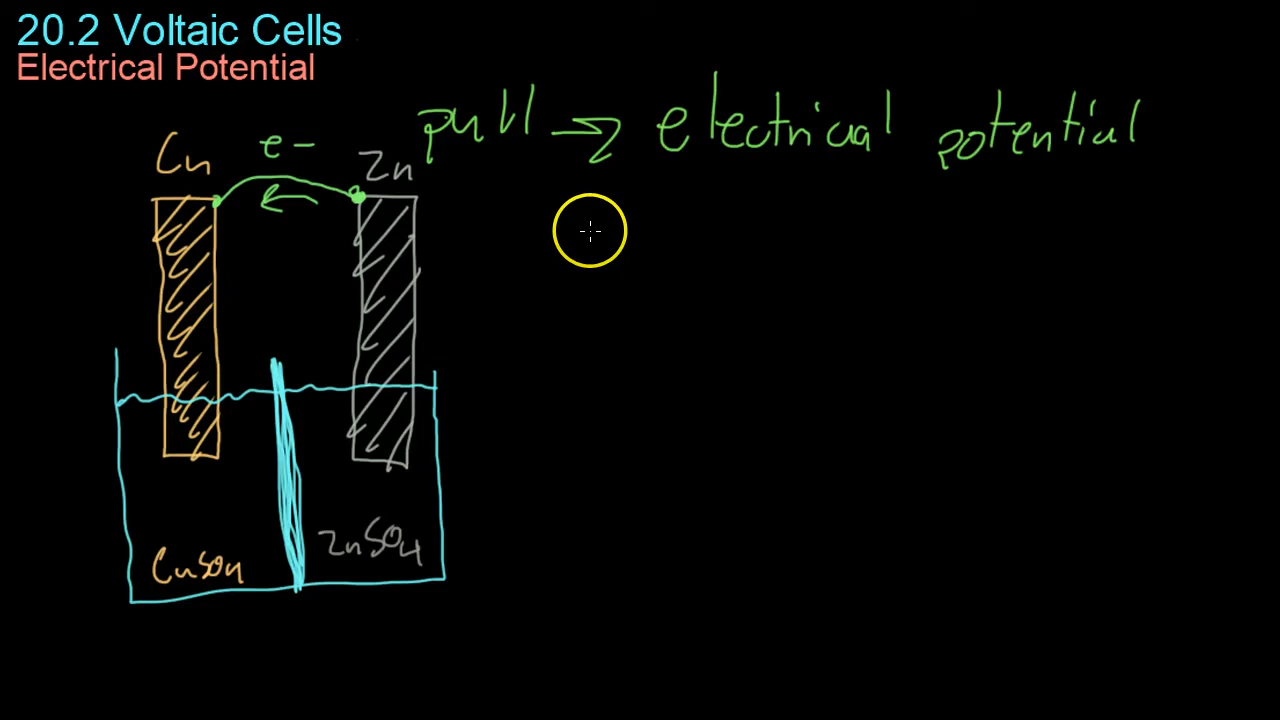 20.2 Voltaic Cells
Electrical Potential
pull → electrical potential
Cu e- Zn
CuSO4 ZnSO4